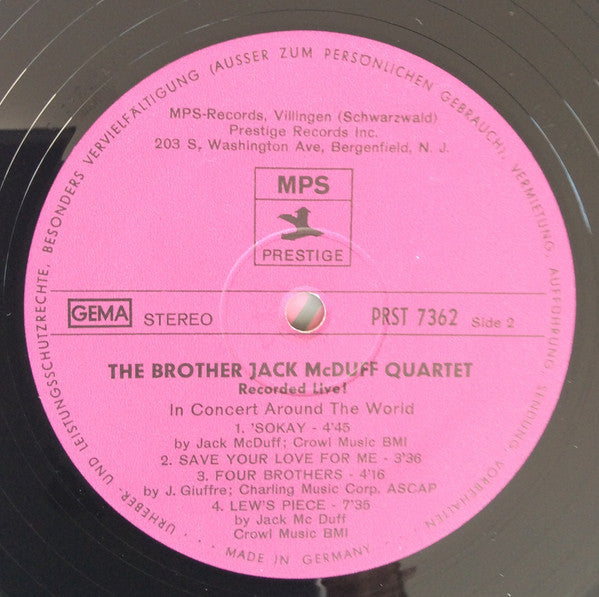 URHEBER- UND LEISTUNGSSCHUTZRECHTE, BESONDERS VERVIELFÄLTIGUNG (AUSSER ZUM PERSÖNLICHEN GEBRAUCH), VERMIETUNG, AUFFÜHRUNG, SENDUNG, VORBEHALTEN
MPS-Records, Villingen (Schwarzwald)
Prestige Records Inc.
203 S, Washington Ave, Bergenfield, N. J.
MPS
PRESTIGE
GEMA STEREO PRST 7362 Side 2
THE BROTHER JACK McDUFF QUARTET
Recorded Live!
In Concert Around The World
1. 'SOKAY - 4'45
by Jack McDuff; Crowl Music BMI
2. SAVE YOUR LOVE FOR ME - 3'36
3. FOUR BROTHERS - 4'16
by J. Giuffre; Charling Music Corp. ASCAP
4. LEW'S PIECE - 7'35
by Jack Mc Duff
Crowl Music BMI
MADE IN GERMANY